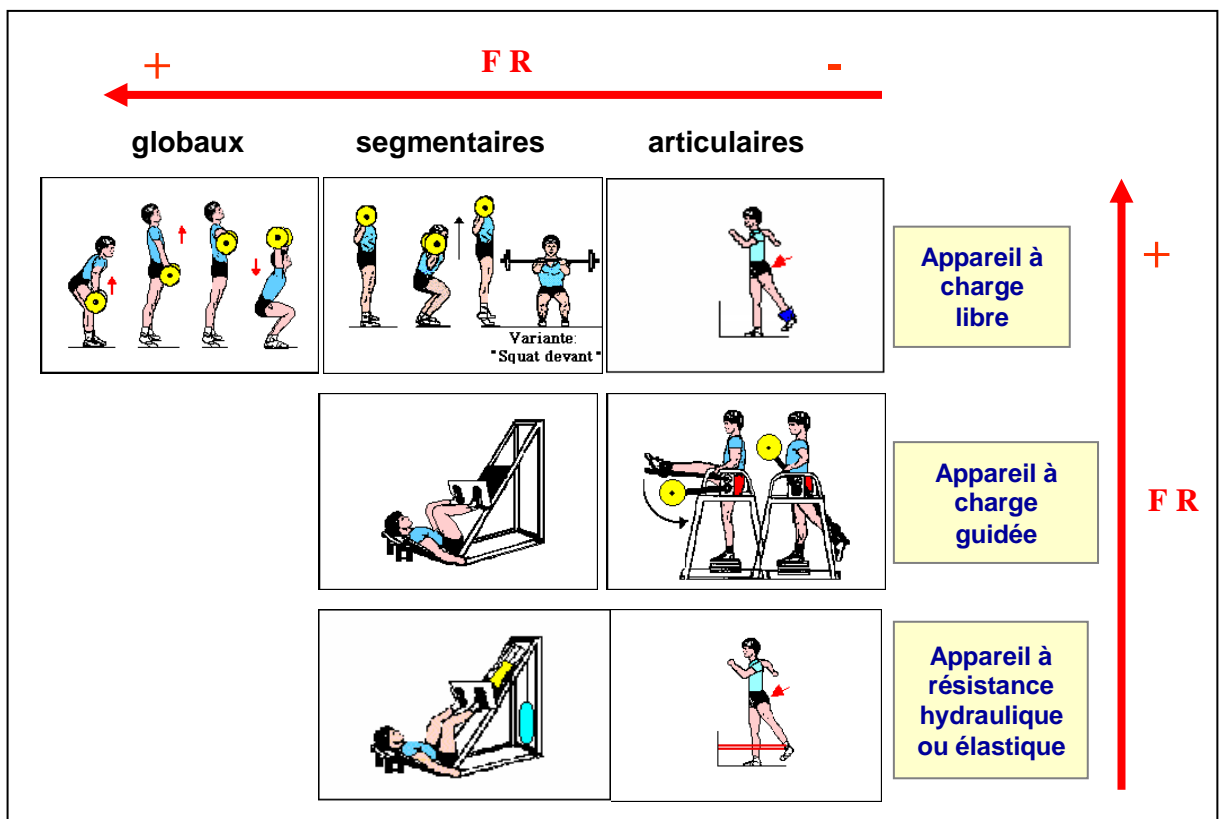 + F R -
globaux segmentaires articulaires
Variante:
"Squat devant"
Appareil à
charge
libre
+
Appareil à
charge
guidée
F R
Appareil à
résistance
hydraulique
ou élastique